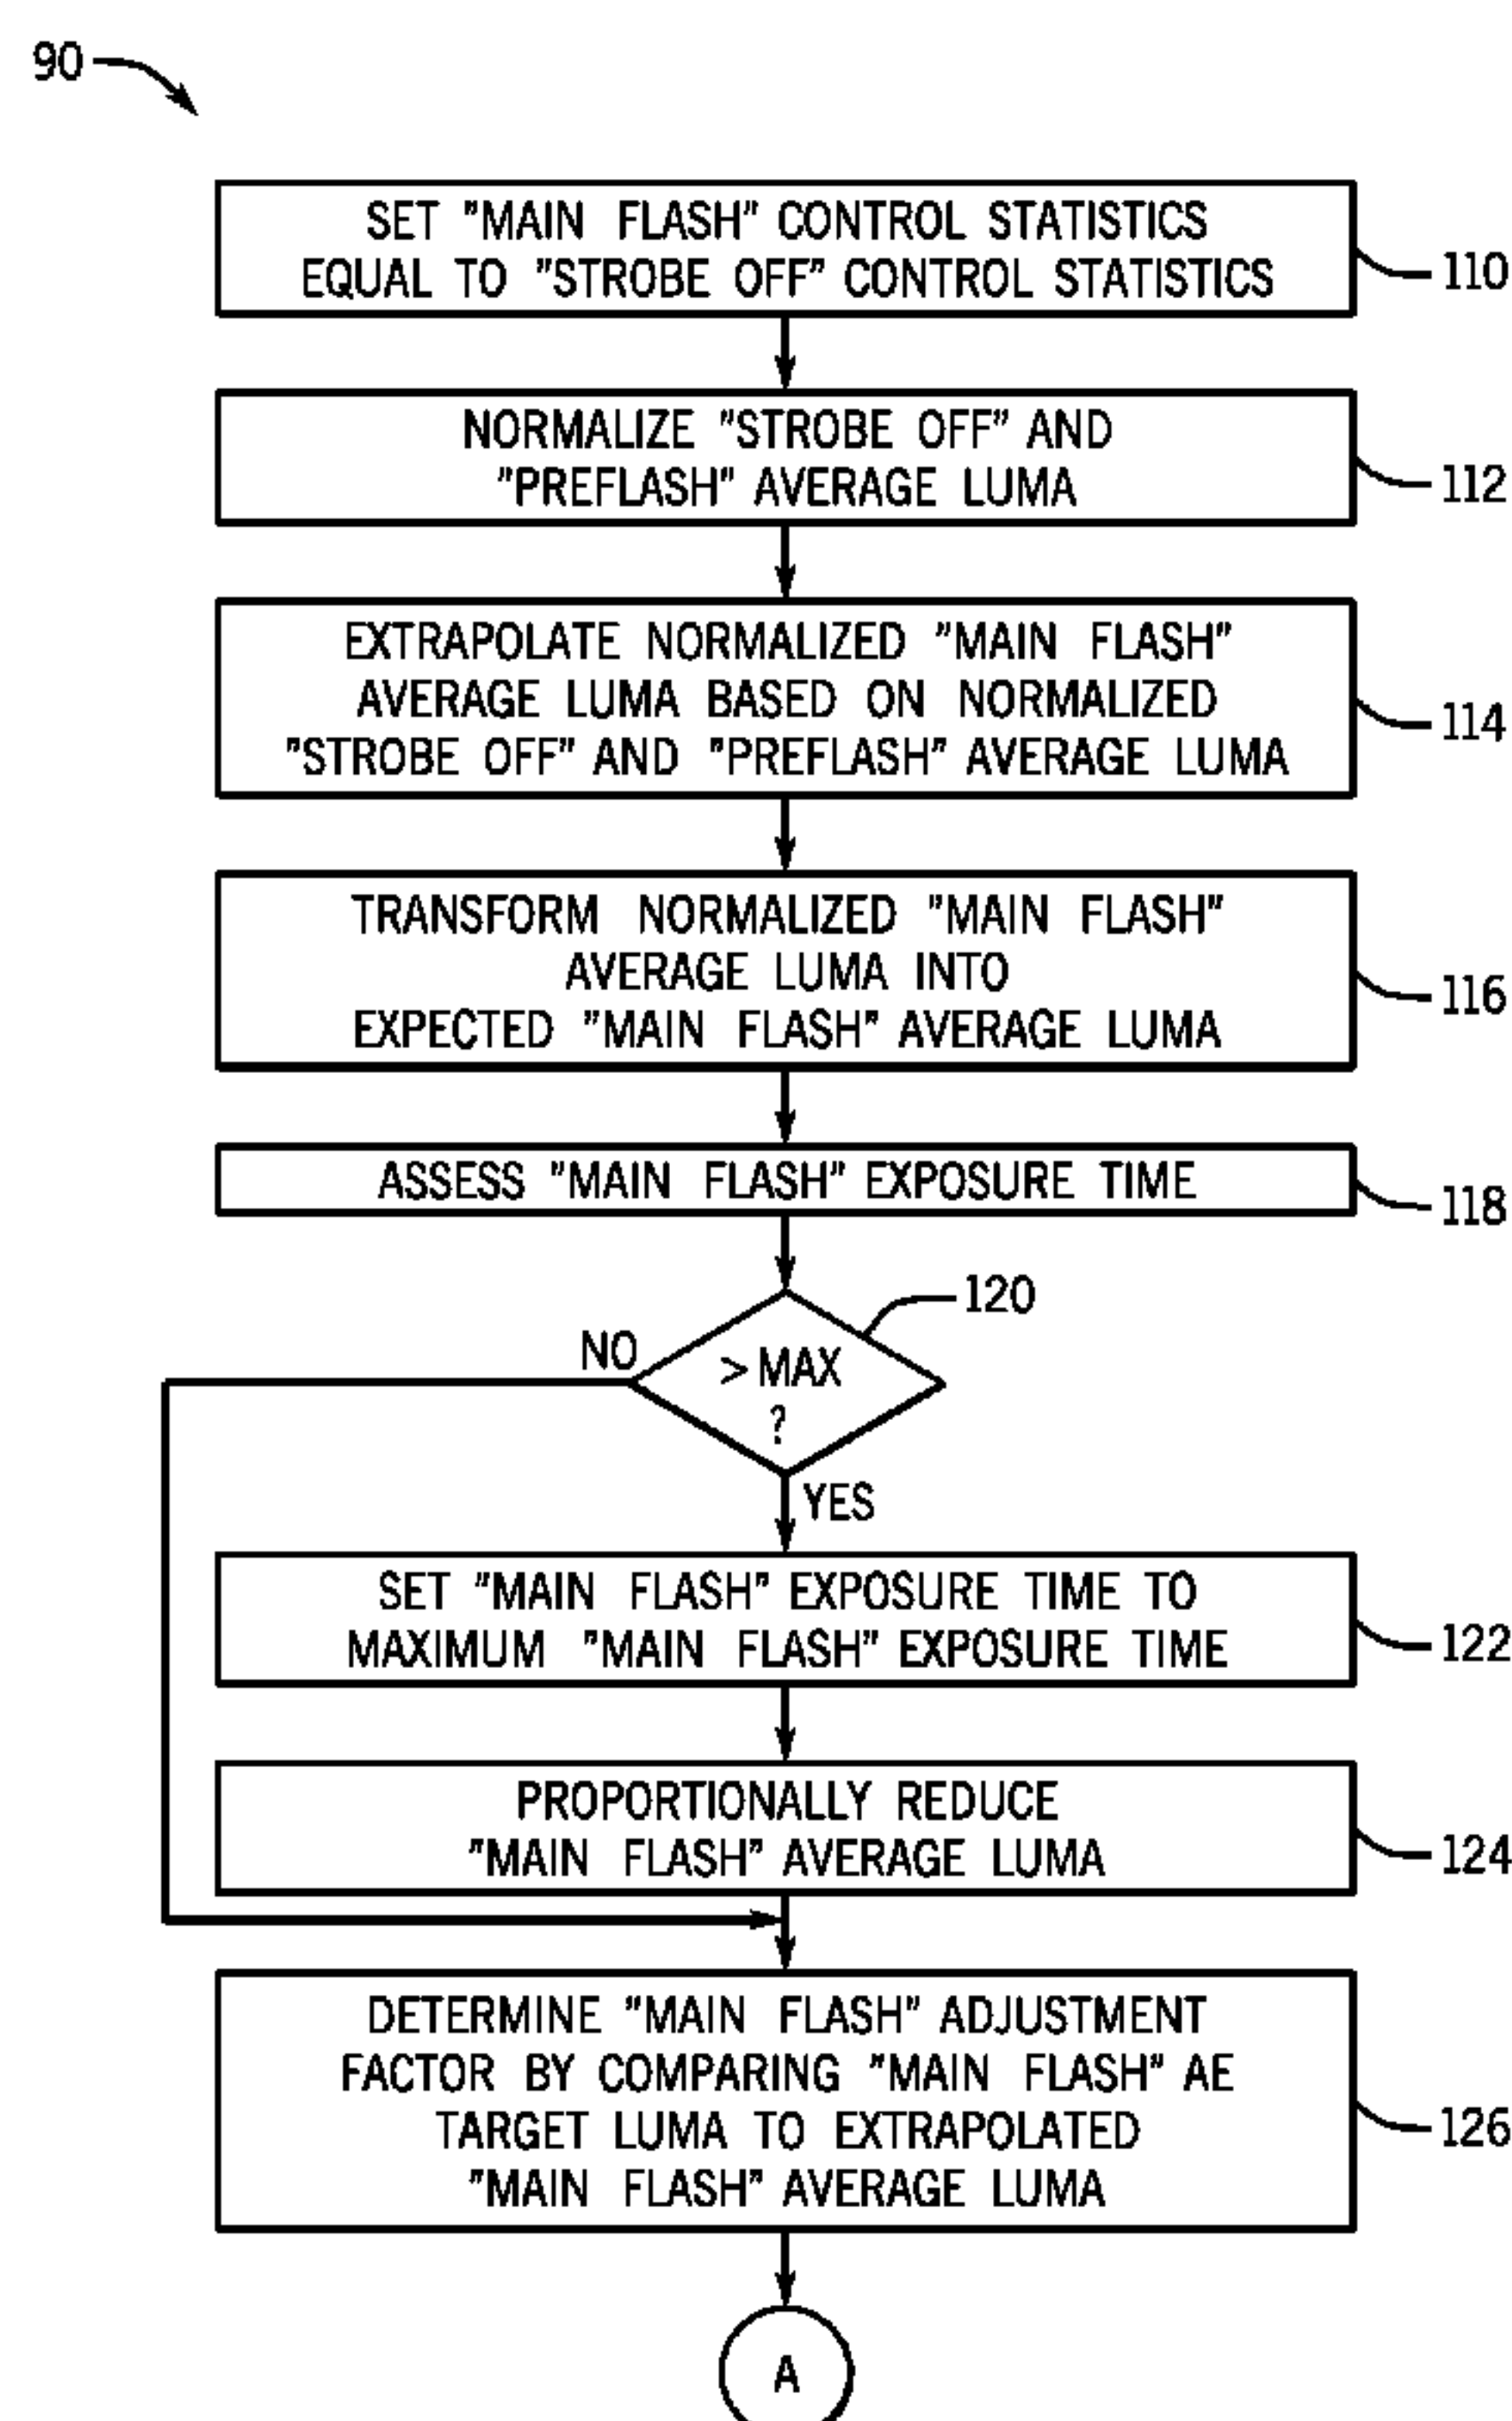 90
SET "MAIN FLASH" CONTROL STATISTICS
EQUAL TO "STROBE OFF" CONTROL STATISTICS
110
NORMALIZE "STROBE OFF" AND
"PREFLASH" AVERAGE LUMA
112
EXTRAPOLATE NORMALIZED "MAIN FLASH"
AVERAGE LUMA BASED ON NORMALIZED
"STROBE OFF" AND "PREFLASH" AVERAGE LUMA
114
TRANSFORM NORMALIZED "MAIN FLASH"
AVERAGE LUMA INTO
EXPECTED "MAIN FLASH" AVERAGE LUMA
116
ASSESS "MAIN FLASH" EXPOSURE TIME
118
120
NO
> MAX
?
YES
SET "MAIN FLASH" EXPOSURE TIME TO
MAXIMUM "MAIN FLASH" EXPOSURE TIME
122
PROPORTIONALLY REDUCE
"MAIN FLASH" AVERAGE LUMA
124
DETERMINE "MAIN FLASH" ADJUSTMENT
FACTOR BY COMPARING "MAIN FLASH" AE
TARGET LUMA TO EXTRAPOLATED
"MAIN FLASH" AVERAGE LUMA
126
A